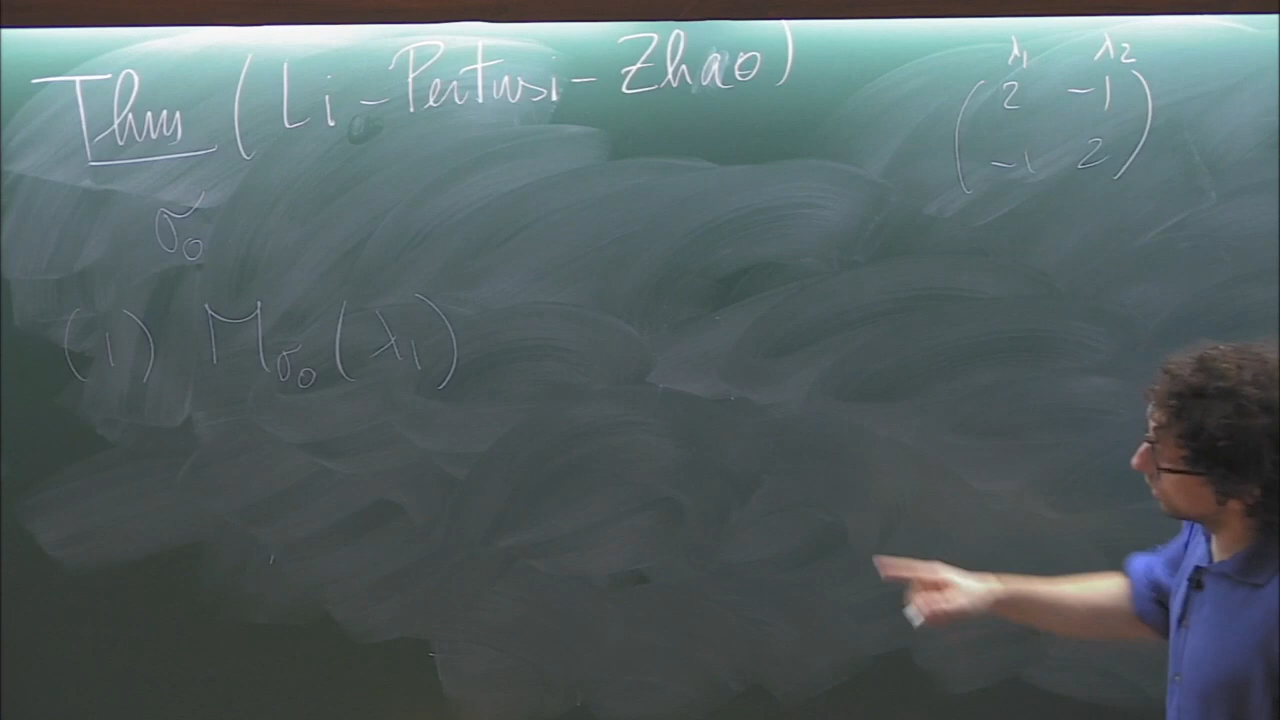 Thm (Li-Pertusi-Zhao)
σ₀
(1) M_σ₀(λ₁)
λ₁ λ₂
( 2 -1
-1 2 )